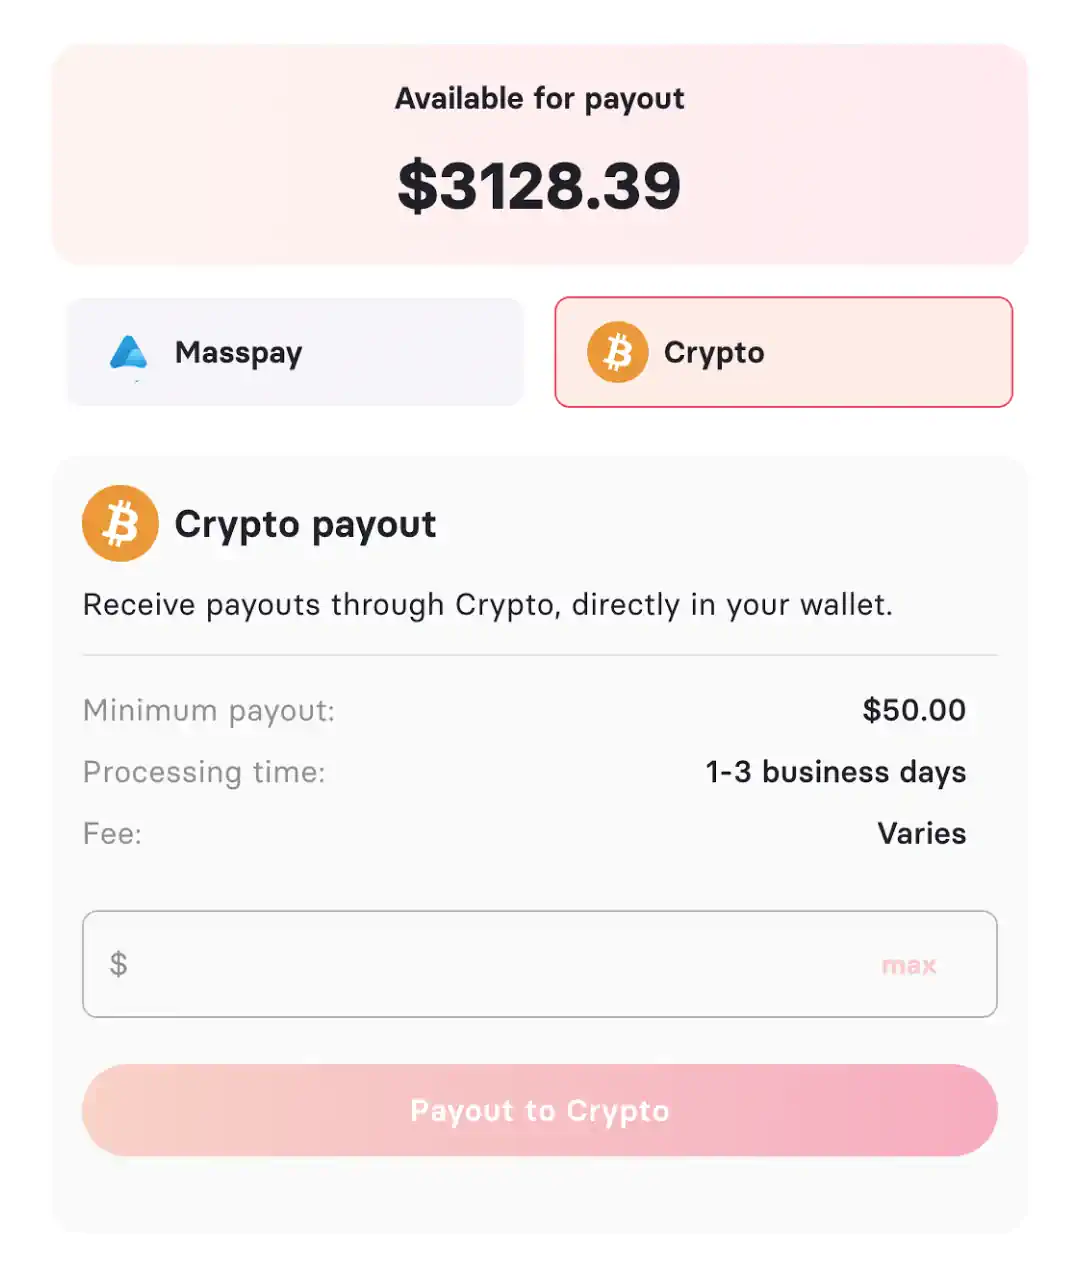 Available for payout
$3128.39
Masspay
Crypto
Crypto payout
Receive payouts through Crypto, directly in your wallet.
Minimum payout: $50.00
Processing time: 1-3 business days
Fee: Varies
$ max
Payout to Crypto